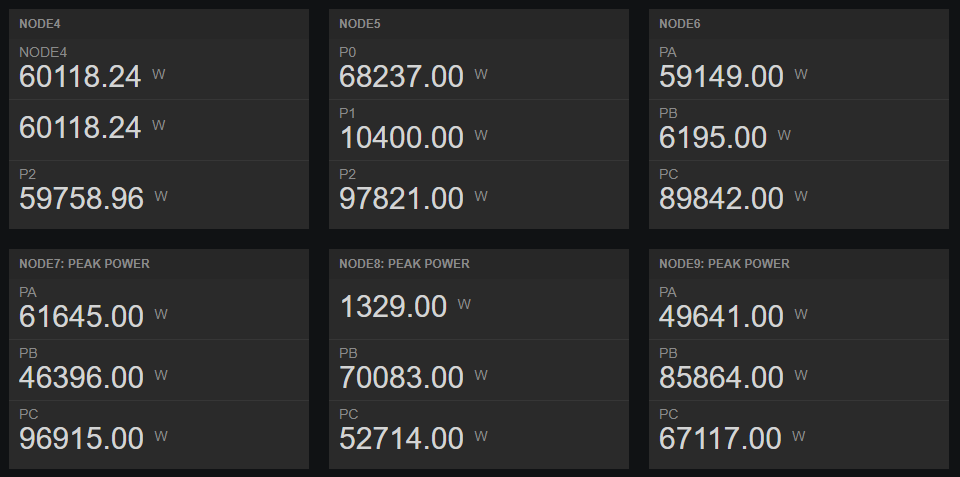 NODE4
NODE4
60118.24 W
60118.24 W
P2
59758.96 W
NODE5
P0
68237.00 W
P1
10400.00 W
P2
97821.00 W
NODE6
PA
59149.00 W
PB
6195.00 W
PC
89842.00 W
NODE7: PEAK POWER
PA
61645.00 W
PB
46396.00 W
PC
96915.00 W
NODE8: PEAK POWER
1329.00 W
PB
70083.00 W
PC
52714.00 W
NODE9: PEAK POWER
PA
49641.00 W
PB
85864.00 W
PC
67117.00 W